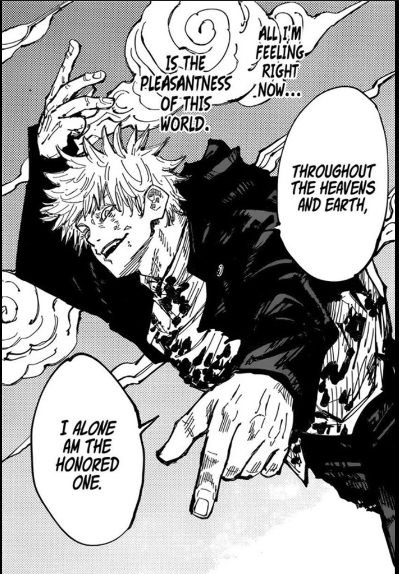 ALL I'M
FEELING
RIGHT
NOW...
IS THE
PLEASANTNESS
OF THIS
WORLD.
THROUGHOUT
THE HEAVENS
AND EARTH,
I ALONE
AM THE
HONORED
ONE.